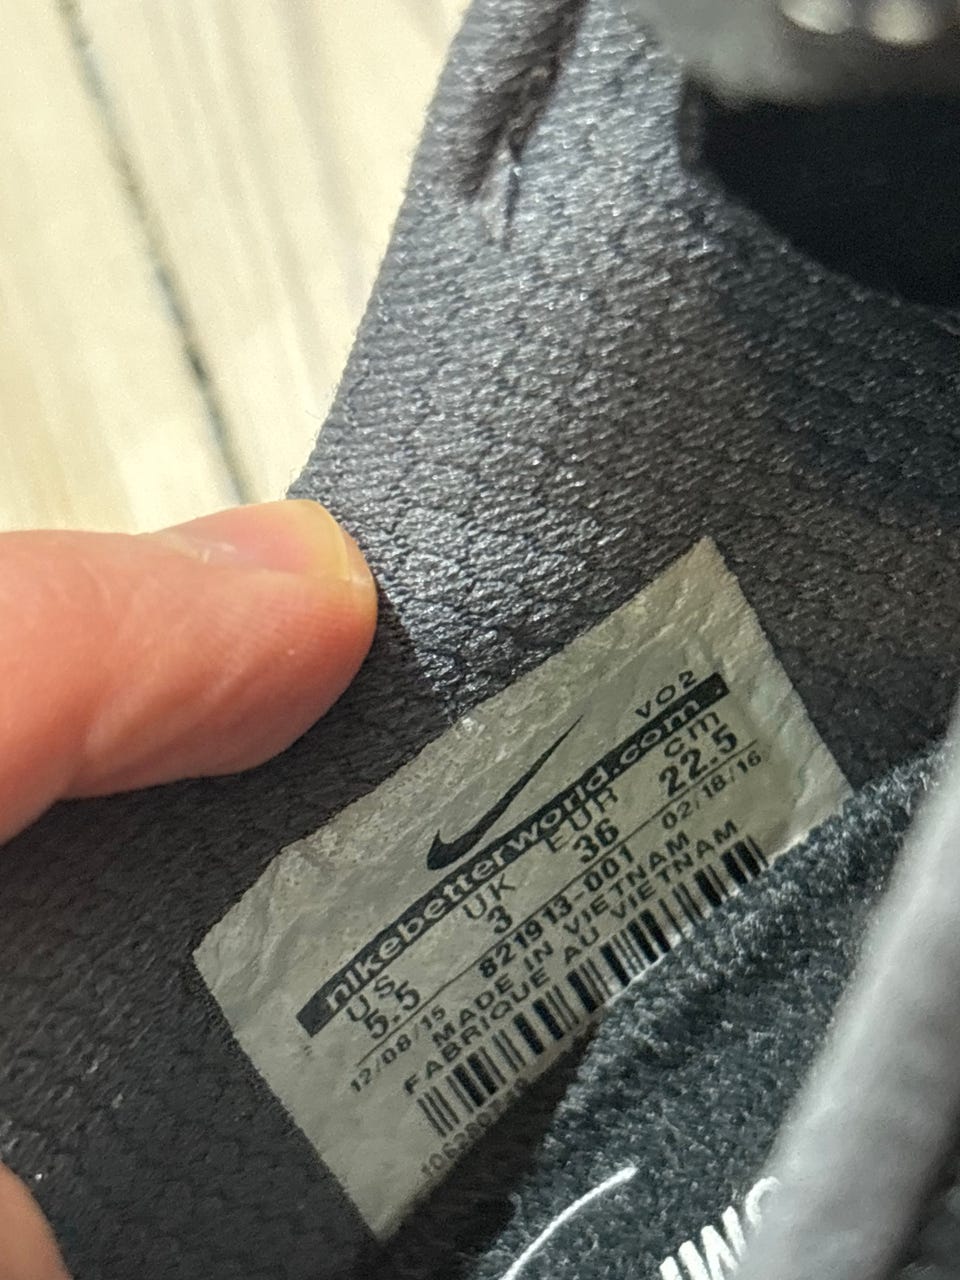 VO2
nikebetterworld.com
US UK EUR cm
5.5 3 36 22.5
12/08/15 821913-001 02/18/16
MADE IN VIETNAM
FABRIQUE AU VIETNAM